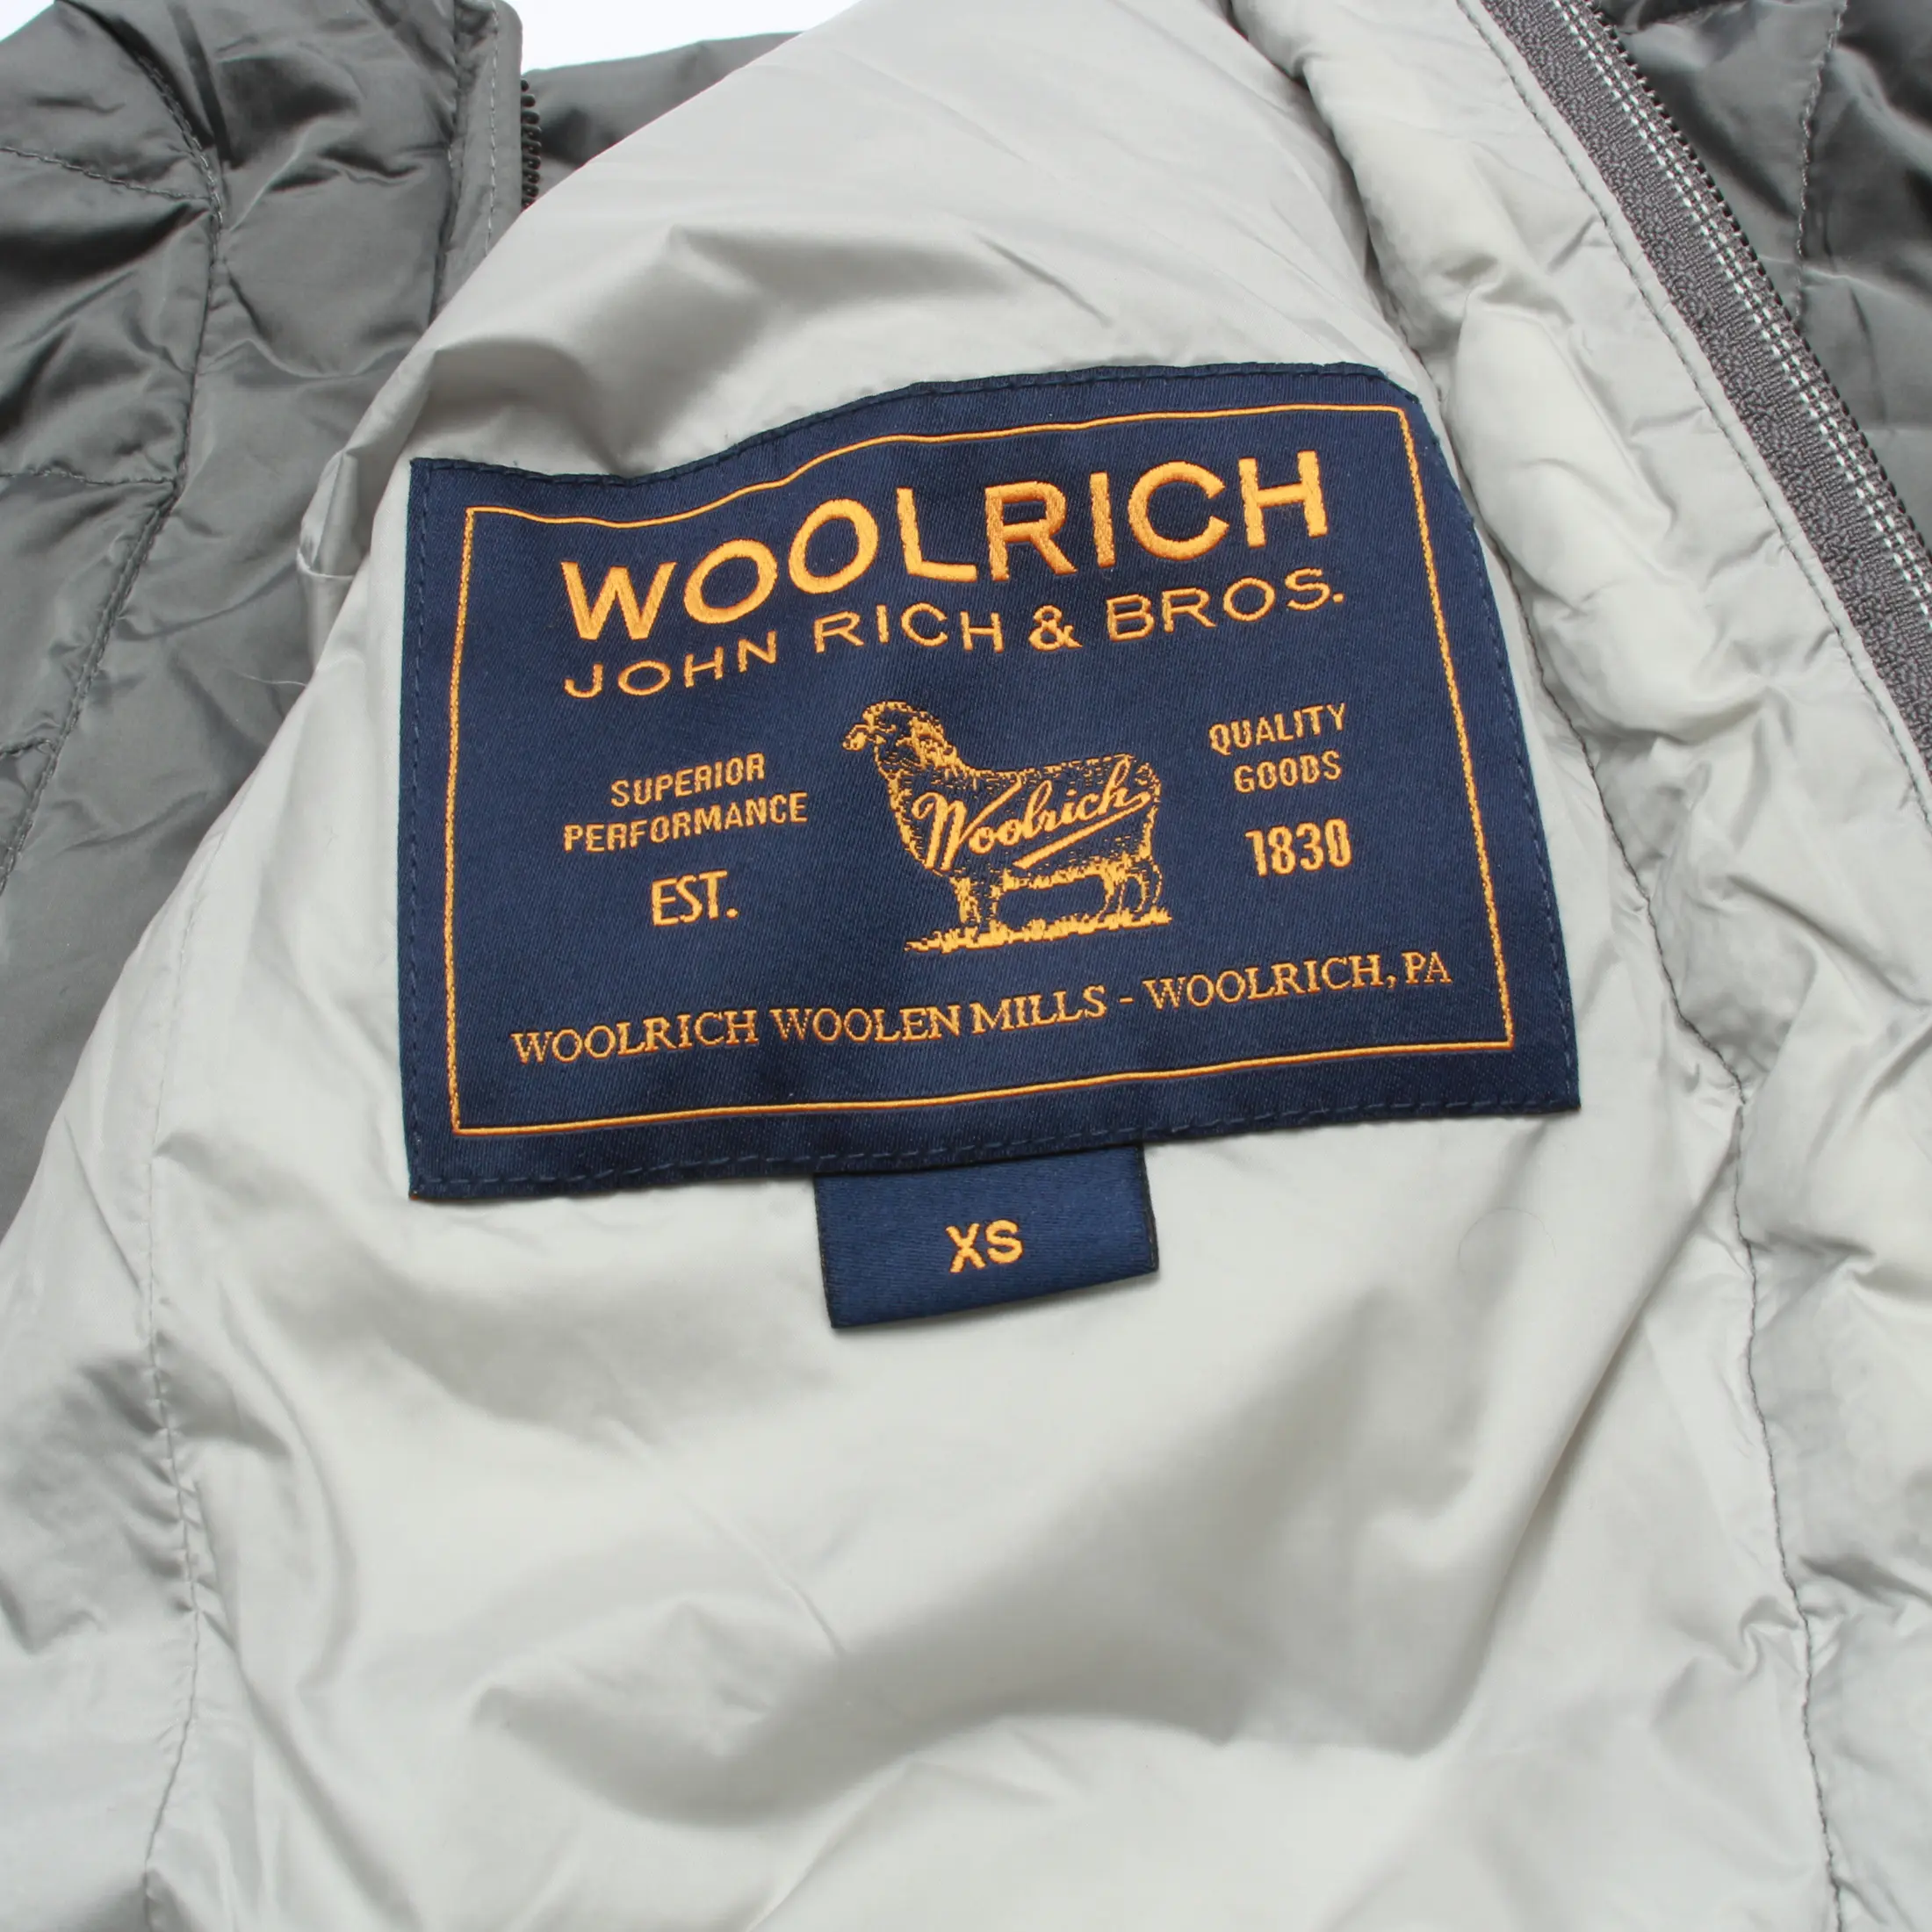 WOOLRICH
JOHN RICH & BROS.
SUPERIOR
PERFORMANCE
EST.
Woolrich
QUALITY
GOODS
1830
WOOLRICH WOOLEN MILLS - WOOLRICH, PA
XS